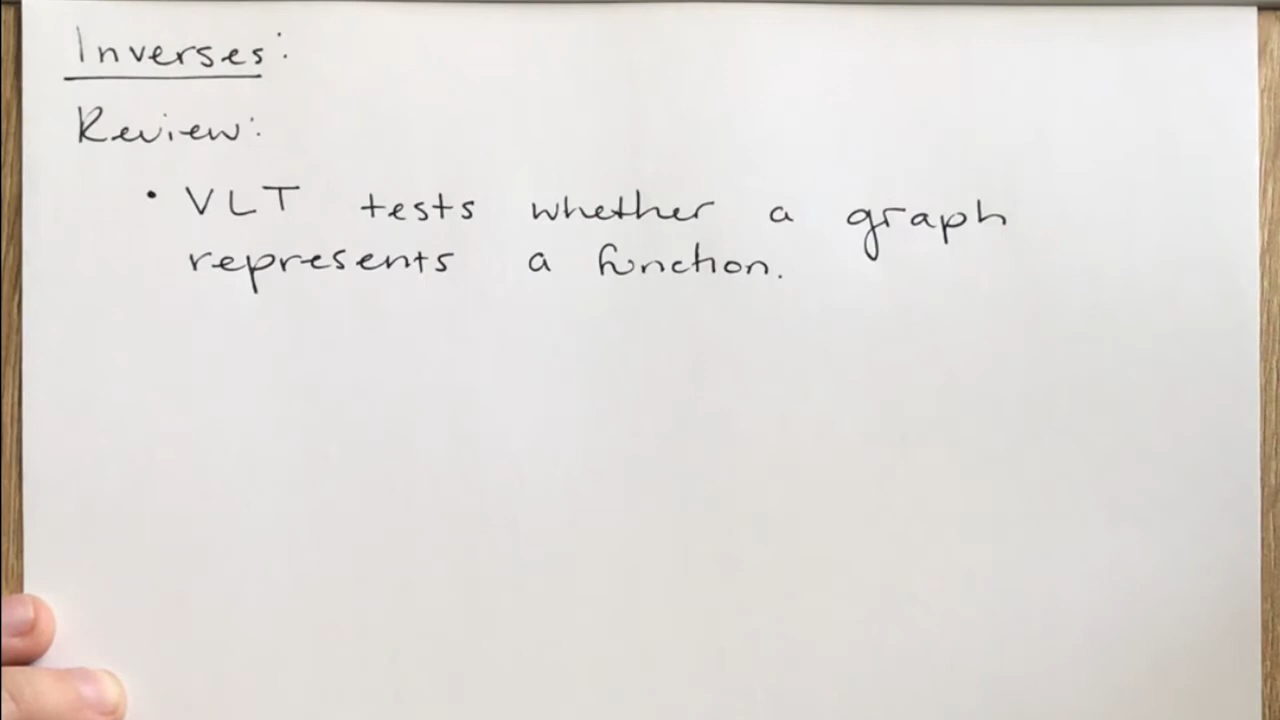 Inverses:
Review:
• VLT tests whether a graph
represents a function.